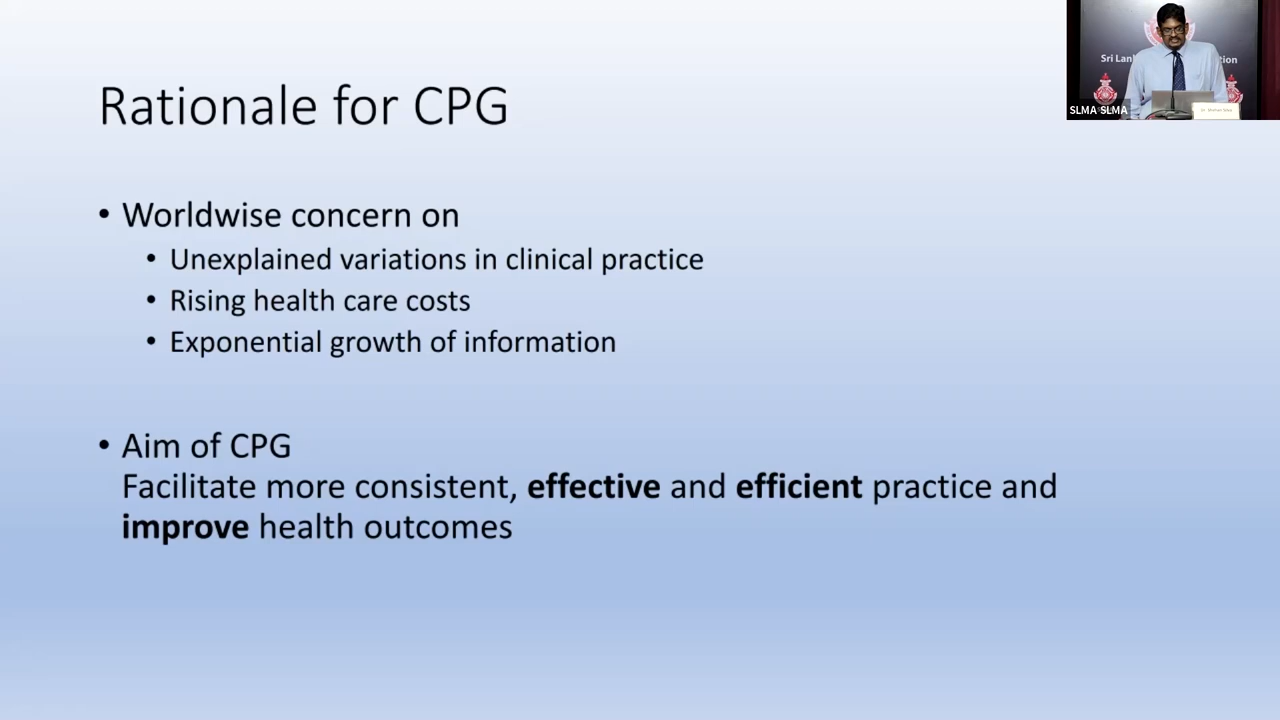 Rationale for CPG
• Worldwise concern on
• Unexplained variations in clinical practice
• Rising health care costs
• Exponential growth of information
• Aim of CPG
Facilitate more consistent, effective and efficient practice and
improve health outcomes
Sri Lan
tion
SLMA SLMA